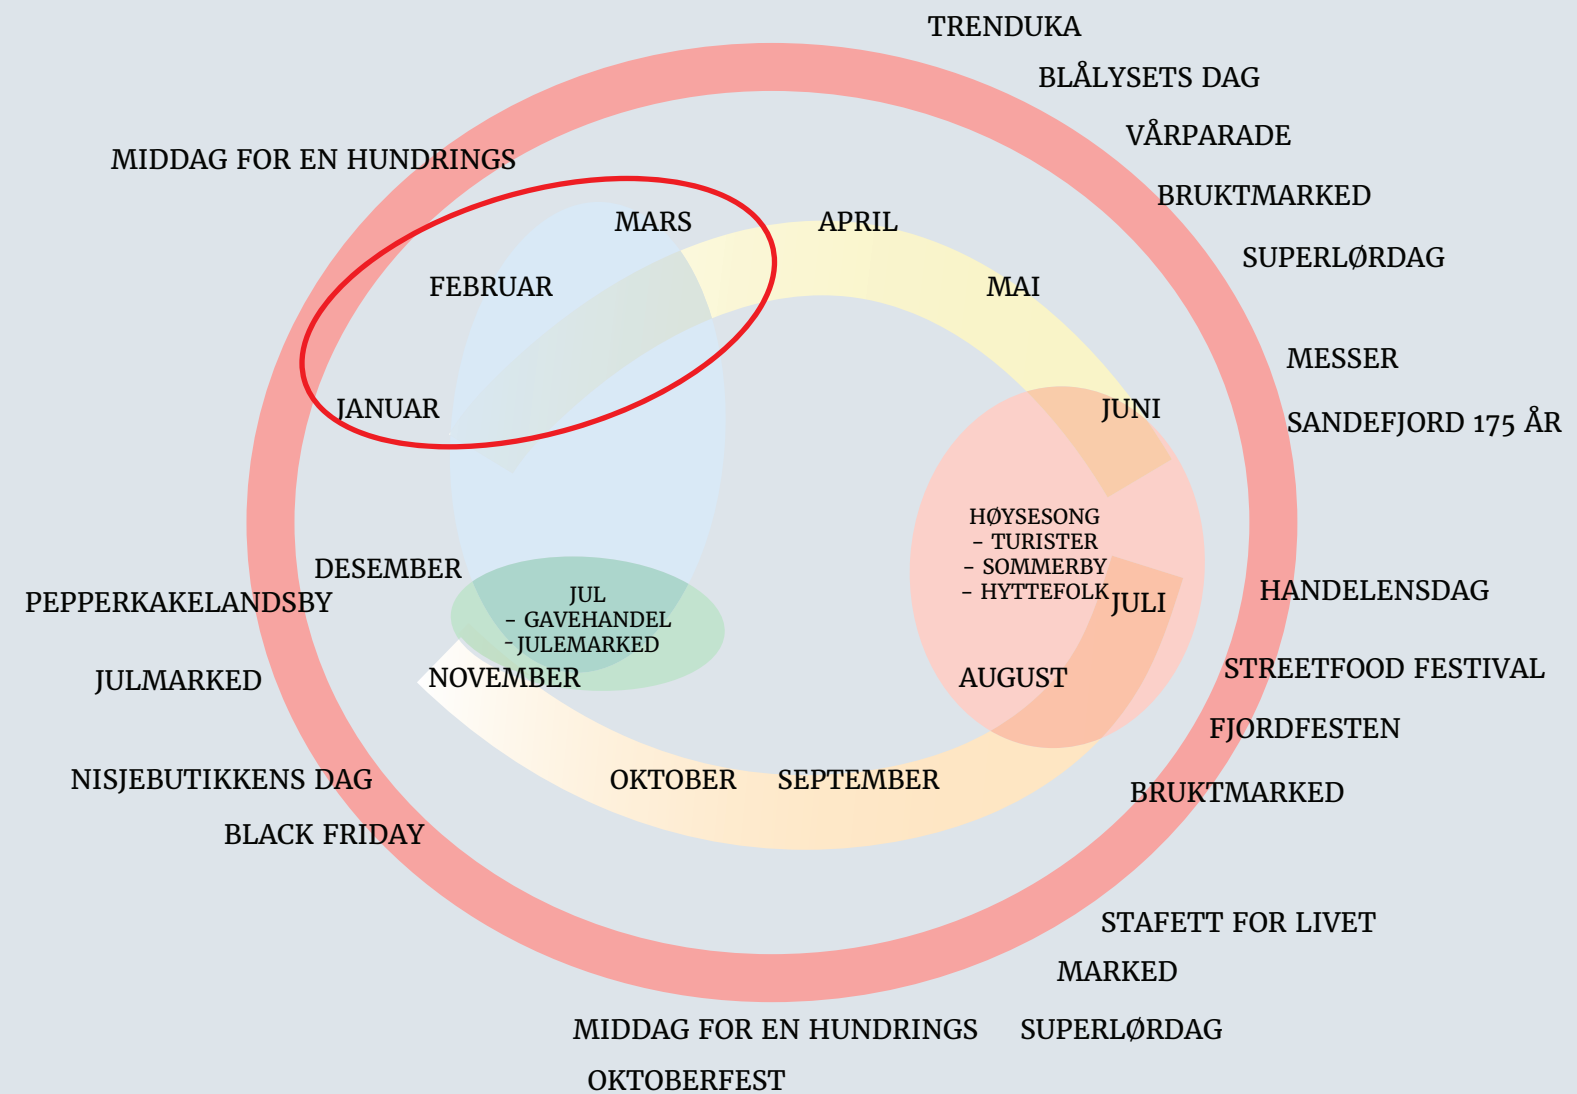 TRENDUKA
BLÅLYSETS DAG
VÅRPARADE
MIDDAG FOR EN HUNDRINGS
BRUKTMARKED
MARS
APRIL
SUPERLØRDAG
FEBRUAR
MAI
MESSER
JANUAR
JUNI
SANDEFJORD 175 ÅR
HØYSESONG
- TURISTER
- SOMMERBY
- HYTTEFOLK
JULI
HANDELENSDAG
DESEMBER
PEPPERKAKELANDSBY
JUL
- GAVEHANDEL
- JULEMARKED
JULMARKED
NOVEMBER
AUGUST
STREETFOOD FESTIVAL
FJORDFESTEN
NISJEBUTIKKENS DAG
OKTOBER
SEPTEMBER
BRUKTMARKED
BLACK FRIDAY
STAFETT FOR LIVET
MARKED
MIDDAG FOR EN HUNDRINGS
SUPERLØRDAG
OKTOBERFEST